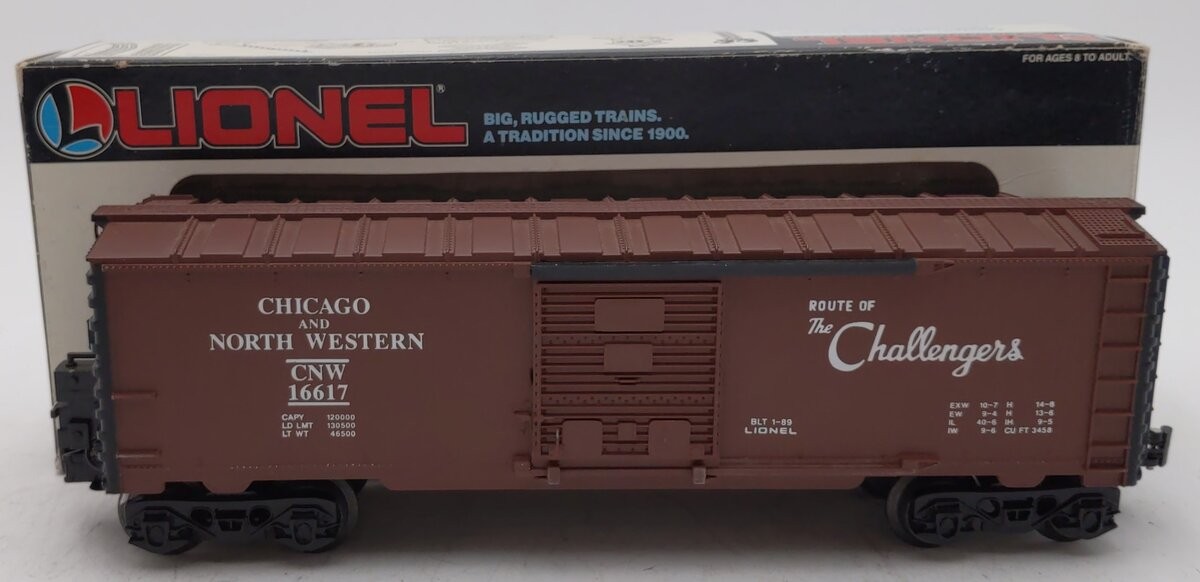 FOR AGES 8 TO ADULT.
LIONEL®
BIG, RUGGED TRAINS.
A TRADITION SINCE 1900.
CHICAGO
AND
NORTH WESTERN
CNW
16617
CAPY 120000
LD LMT 130500
LT WT 46500
ROUTE OF
The Challengers
BLT 1-89
LIONEL
EXW 10-7 H 14-8
EW 9-4 H 13-6
IL 40-6 IH 9-5
IW 9-6 CU FT 3458